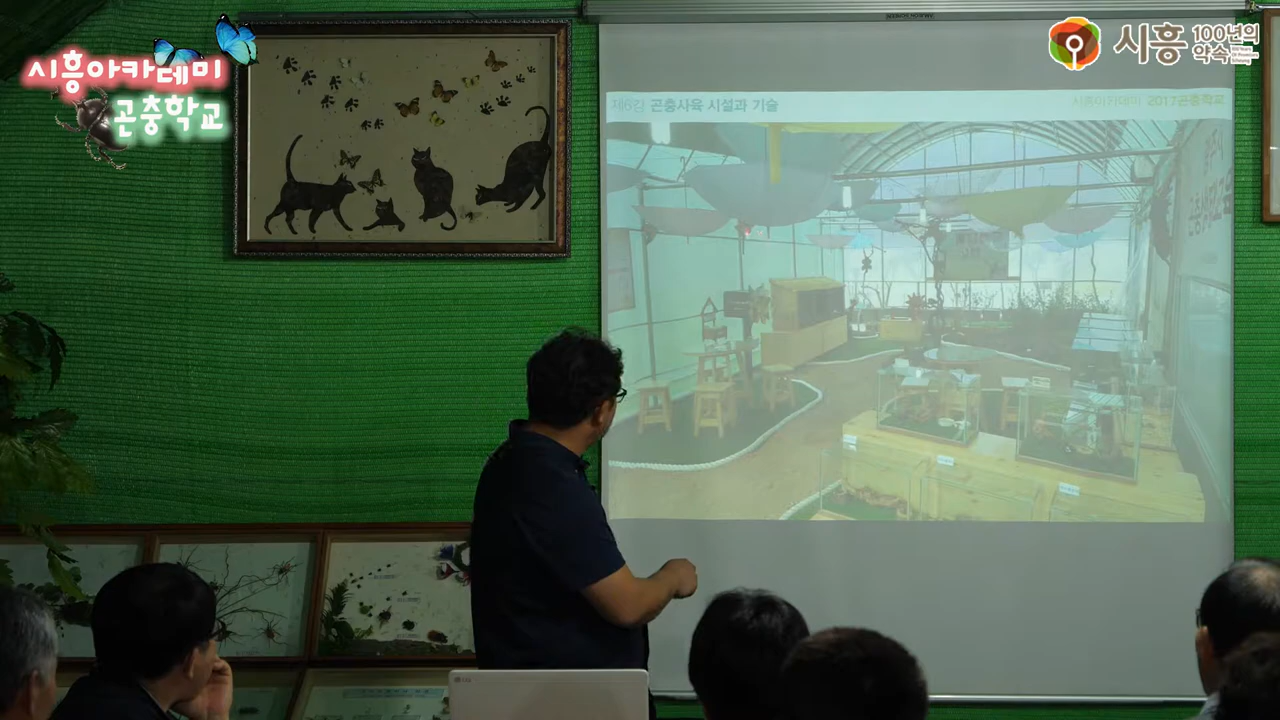 시흥아카데미
곤충학교
시흥 100년의
약속
제6강 곤충사육 시설과 기술
시흥아카데미 2017곤충학교
LG